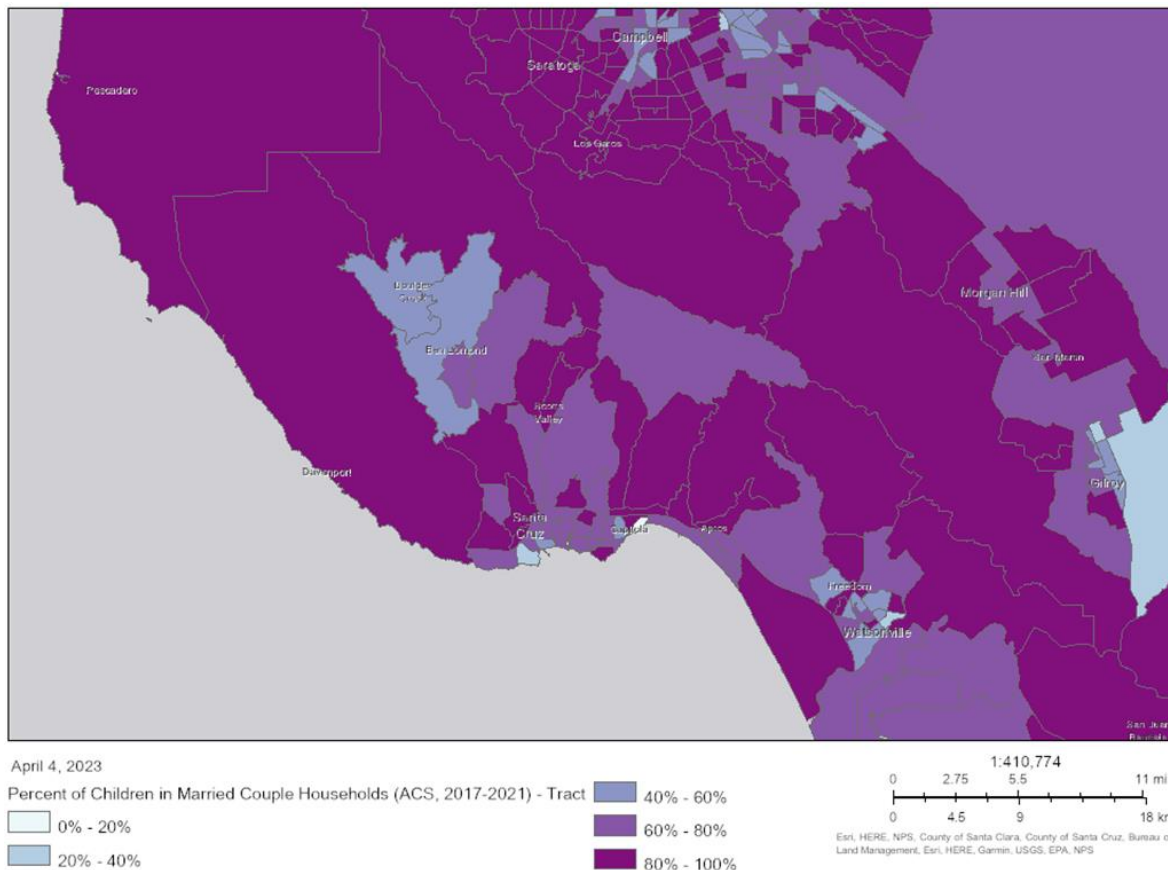 Campbell
Saratoga
Pescadero
Los Gatos
Boulder
Creek
Morgan Hill
Ben Lomond
San Martin
Scotts
Valley
Davenport
Gilroy
Santa
Cruz
Capitola
Aptos
Freedom
Watsonville
San Juan
Bautista
April 4, 2023
Percent of Children in Married Couple Households (ACS, 2017-2021) - Tract
0% - 20%
20% - 40%
40% - 60%
60% - 80%
80% - 100%
1:410,774
0 2.75 5.5 11 mi
0 4.5 9 18 km
Esri, HERE, NPS, County of Santa Clara, County of Santa Cruz, Bureau o
Land Management, Esri, HERE, Garmin, USGS, EPA, NPS